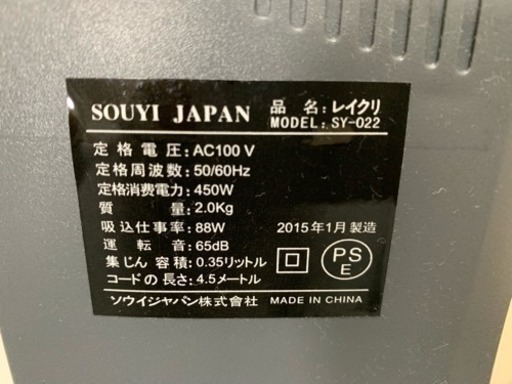 SOUYI JAPAN 品名:レイクリ
MODEL:SY-022
定格電圧:AC100V
定格周波数:50/60Hz
定格消費電力:450W
質量:2.0Kg
吸込仕事率:88W 2015年1月製造
運転音:65dB
集じん容積:0.35リットル
コードの長さ:4.5メートル
PS
E
ソウイジャパン株式會社 MADE IN CHINA